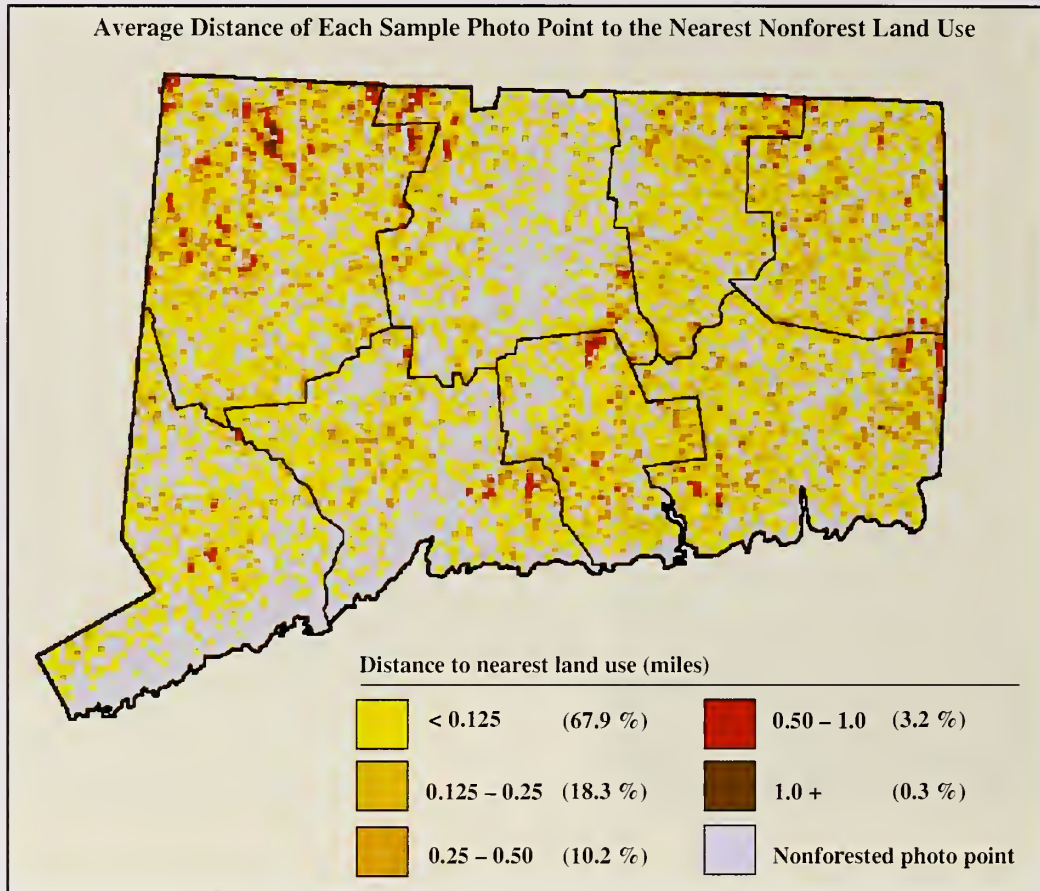 Average Distance of Each Sample Photo Point to the Nearest Nonforest Land Use
Distance to nearest land use (miles)
< 0.125 (67.9 %)
0.125 – 0.25 (18.3 %)
0.25 – 0.50 (10.2 %)
0.50 – 1.0 (3.2 %)
1.0 + (0.3 %)
Nonforested photo point